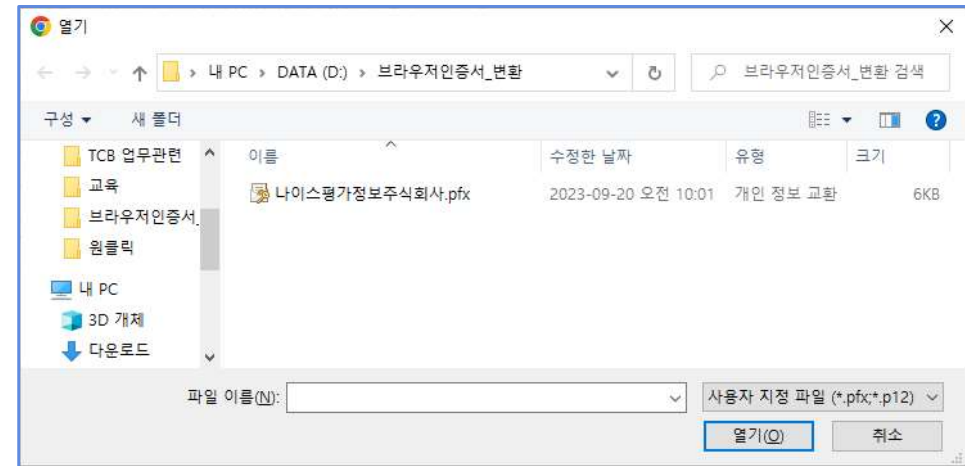 열기
내 PC > DATA (D:) > 브라우저인증서_변환
브라우저인증서_변환 검색
구성 새 폴더
TCB 업무관련
교육
브라우저인증서_
원클릭
내 PC
3D 개체
다운로드
이름 수정한 날짜 유형 크기
나이스평가정보주식회사.pfx 2023-09-20 오전 10:01 개인 정보 교환 6KB
파일 이름(N):
사용자 지정 파일 (*.pfx;*.p12)
열기(O) 취소